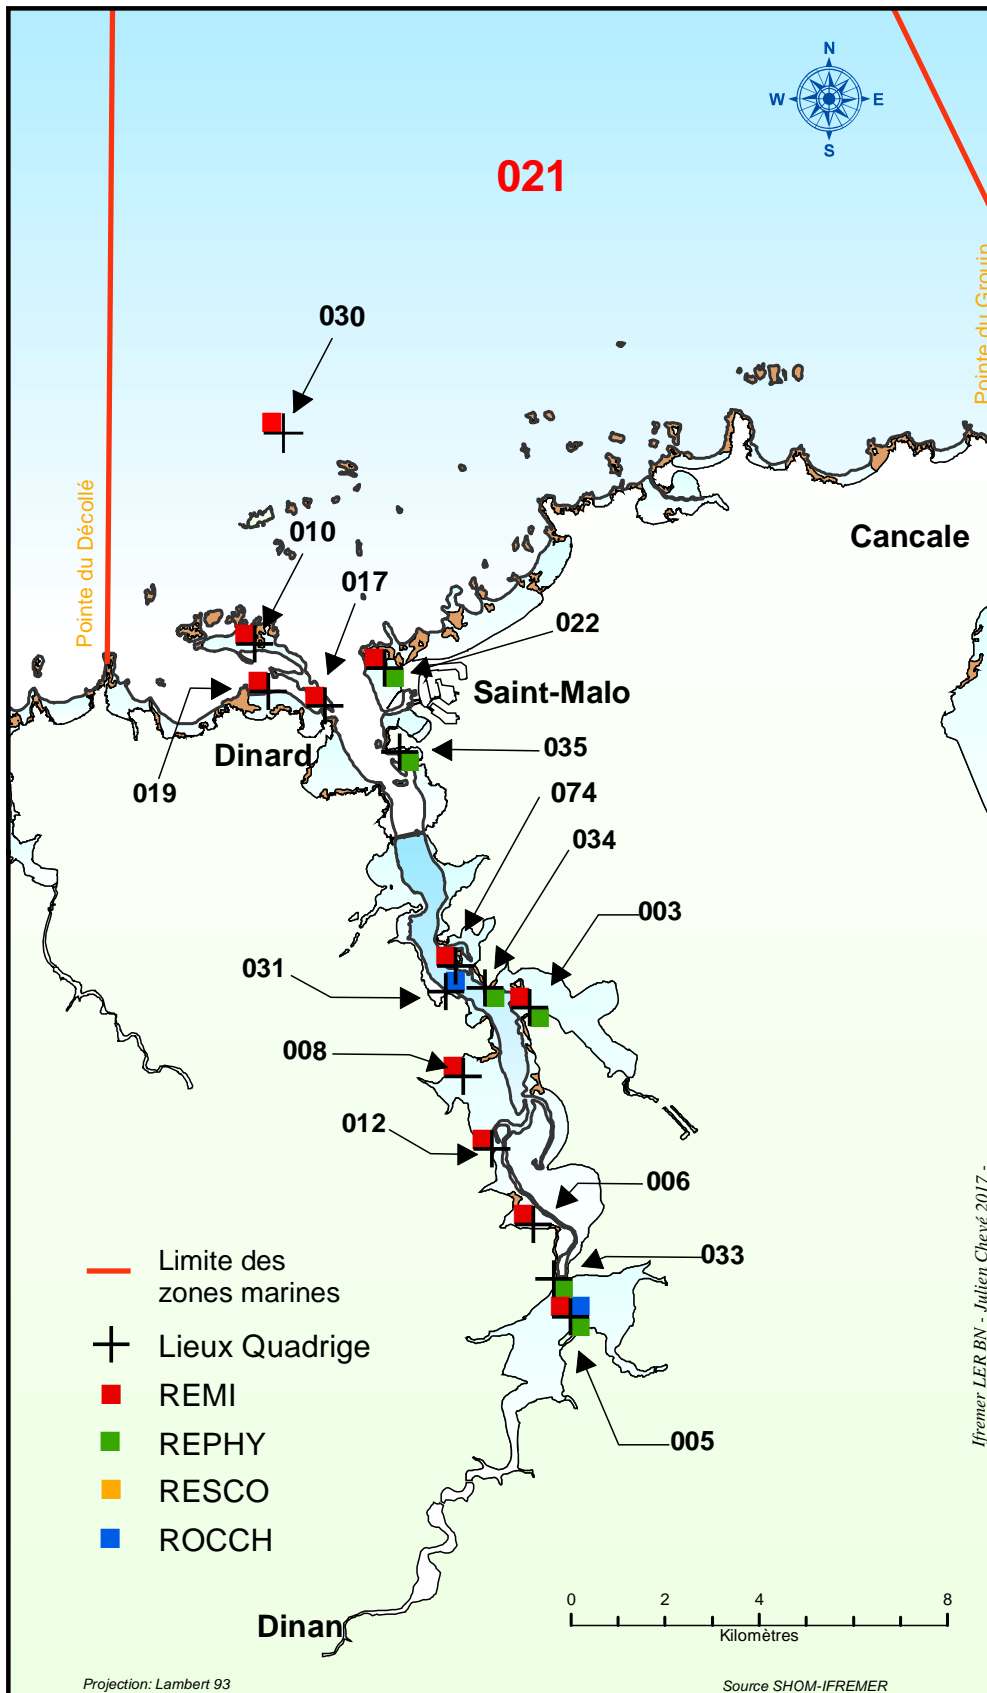 N
W E
S
021
Pointe du Grouin
030
Pointe du Décollé
010
Cancale
017
022
Saint-Malo
Dinard
035
019
074
034
003
031
008
012
006
033
Limite des
zones marines
Lieux Quadrige
REMI
REPHY
005
RESCO
ROCCH
Ifremer LER BN - Julien Chevé 2017 -
0 2 4 8
Kilomètres
Dinan
Projection: Lambert 93
Source SHOM-IFREMER